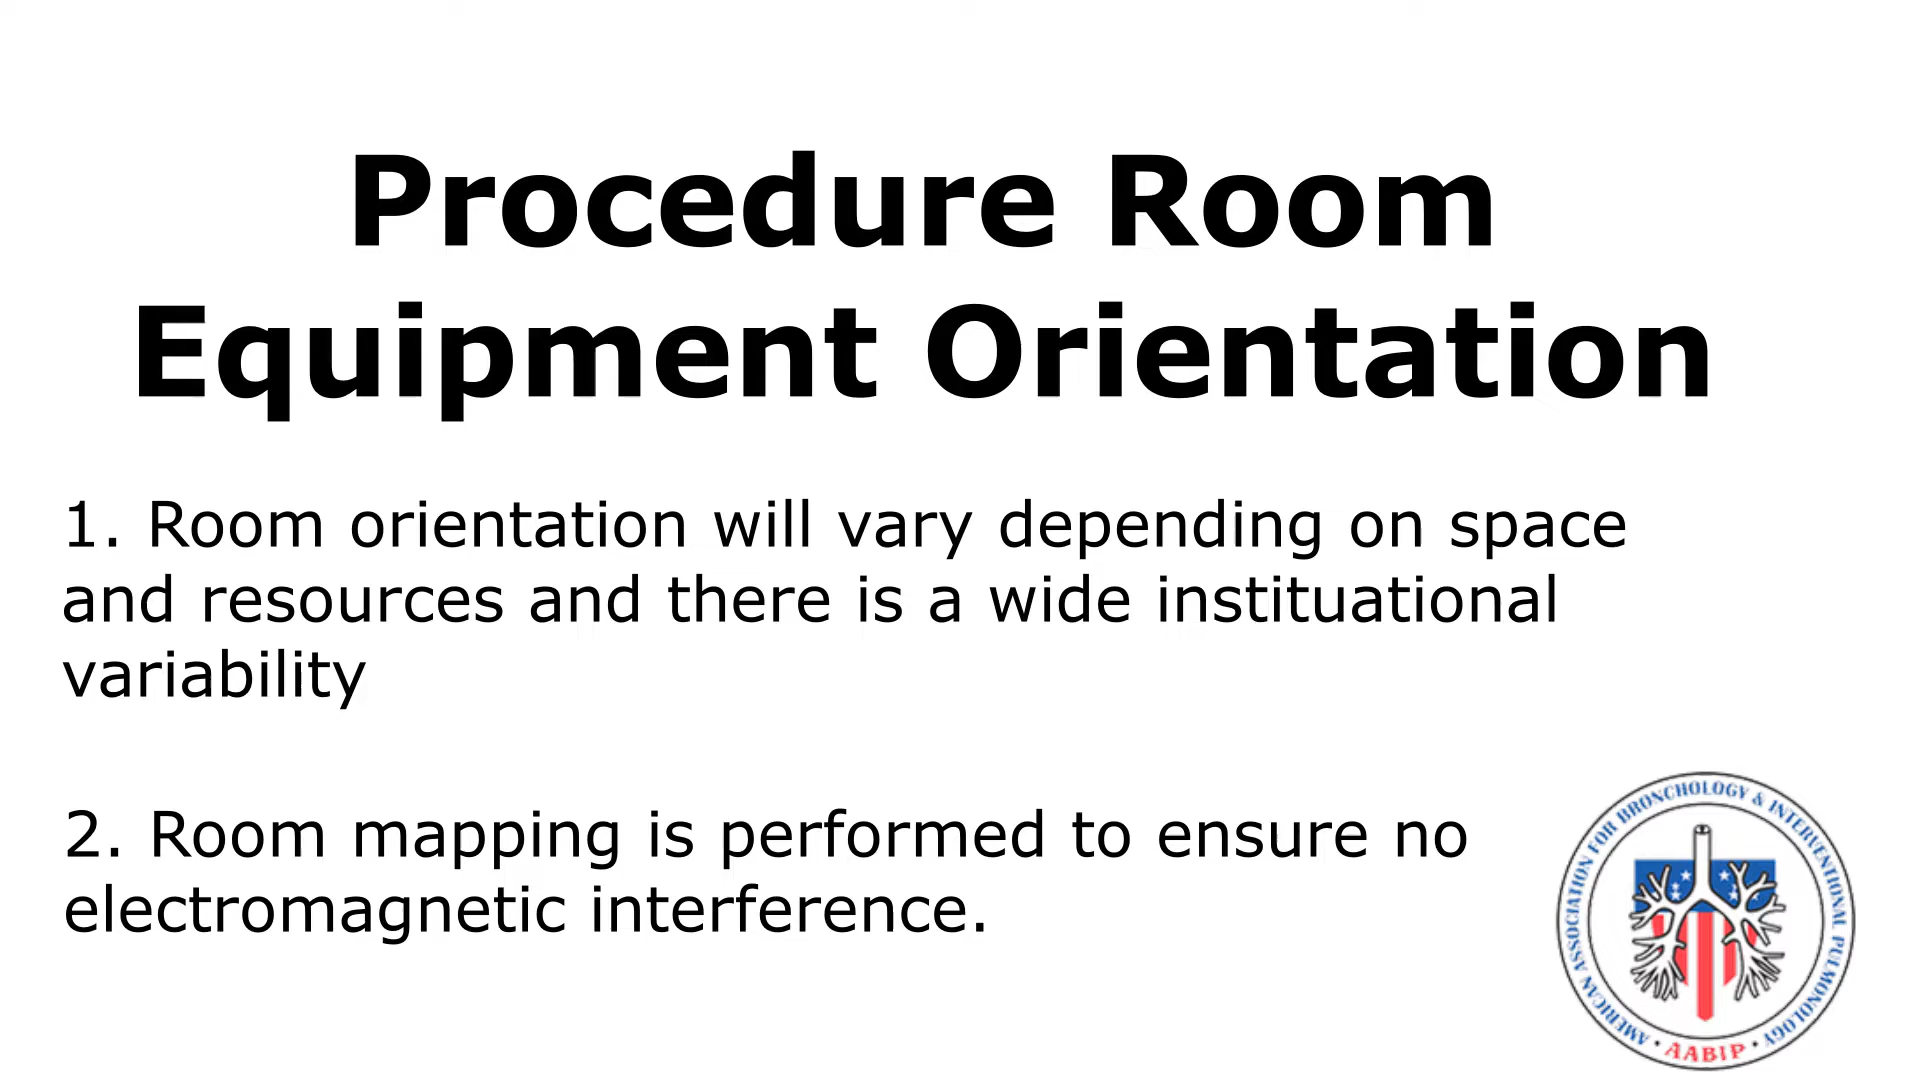 Procedure Room
Equipment Orientation
1. Room orientation will vary depending on space
and resources and there is a wide instituational
variability
2. Room mapping is performed to ensure no
electromagnetic interference.
AMERICAN ASSOCIATION FOR BRONCHOLOGY & INTERVENTIONAL PULMONOLOGY
• AABIP •